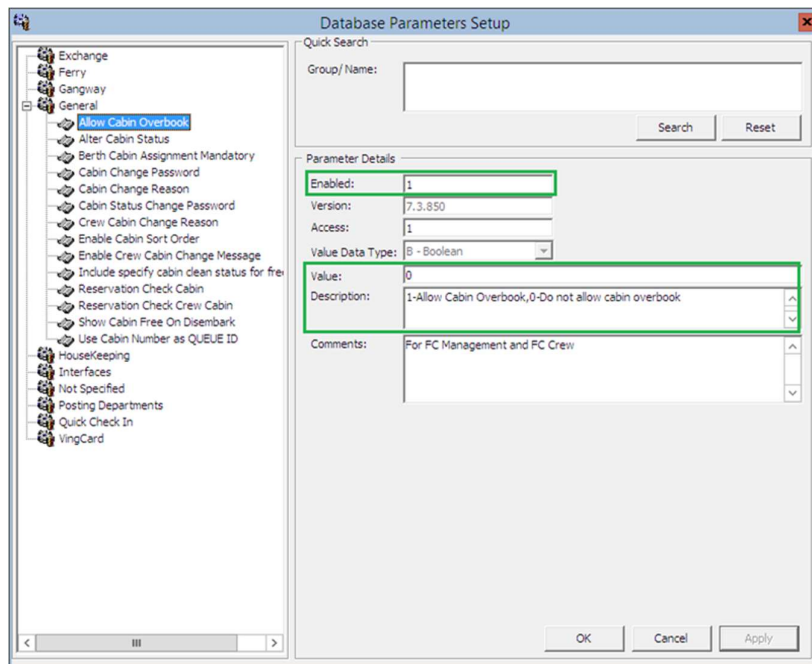 Database Parameters Setup
Exchange
Ferry
Gangway
General
Allow Cabin Overbook
Alter Cabin Status
Berth Cabin Assignment Mandatory
Cabin Change Password
Cabin Change Reason
Cabin Status Change Password
Crew Cabin Change Reason
Enable Cabin Sort Order
Enable Crew Cabin Change Message
Include specify cabin clean status for fre
Reservation Check Cabin
Reservation Check Crew Cabin
Show Cabin Free On Disembark
Use Cabin Number as QUEUE ID
HouseKeeping
Interfaces
Not Specified
Posting Departments
Quick Check In
VingCard
Quick Search
Group/Name:
Search Reset
Parameter Details
Enabled: 1
Version: 7.3.850
Access: 1
Value Data Type: B - Boolean
Value: 0
Description: 1-Allow Cabin Overbook,0-Do not allow cabin overbook
Comments: For FC Management and FC Crew
OK Cancel Apply